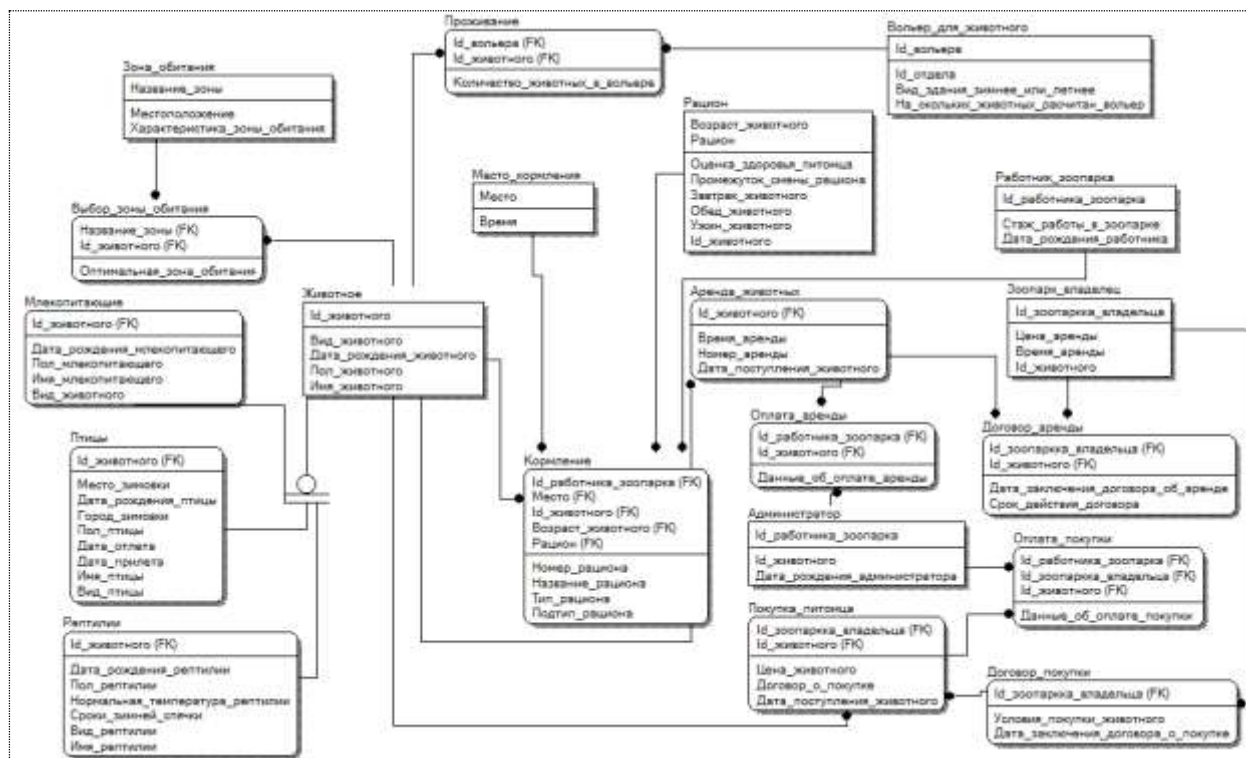 Проживание
Id_вольера (FK)
Id_животного (FK)
Количество_животных_в_вольере
Вольер_для_животного
Id_вольера
Id_отдела
Вид_здания_зимнее_или_летнее
На_скольких_животных_расчитан_вольер
Зона_обитания
Название_зоны
Местоположение
Характеристика_зоны_обитания
Рацион
Возраст_животного
Рацион
Оценка_здоровья_питомца
Промежуток_смены_рациона
Завтрак_животного
Обед_животного
Ужин_животного
Id_животного
Место_кормления
Место
Время
Работник_зоопарка
Id_работника_зоопарка
Стаж_работы_в_зоопарке
Дата_рождения_работника
Выбор_зоны_обитания
Название_зоны (FK)
Id_животного (FK)
Оптимальная_зона_обитания
Млекопитающие
Id_животного (FK)
Дата_рождения_млекопитающего
Пол_млекопитающего
Имя_млекопитающего
Вид_животного
Животное
Id_животного
Вид_животного
Дата_рождения_животного
Пол_животного
Имя_животного
Аренда_животных
Id_животного (FK)
Время_аренды
Номер_аренды
Дата_поступления_животного
Зоопарк_владелец
Id_зоопаркка_владельца
Цена_аренды
Время_аренды
Id_животного
Птицы
Id_животного (FK)
Место_зимовки
Дата_рождения_птицы
Город_зимовки
Пол_птицы
Дата_отлета
Дата_прилета
Имя_птицы
Вид_птицы
Кормление
Id_работника_зоопарка (FK)
Место (FK)
Id_животного (FK)
Возраст_животного (FK)
Рацион (FK)
Номер_рациона
Название_рациона
Тип_рациона
Подтип_рациона
Оплата_аренды
Id_работника_зоопарка (FK)
Id_животного (FK)
Данные_об_оплате_аренды
Договор_аренды
Id_зоопаркка_владельца (FK)
Id_животного (FK)
Дата_заключения_договора_об_аренде
Срок_действия_договора
Администратор
Id_работника_зоопарка
Id_животного
Дата_рождения_администратора
Оплата_покупки
Id_работника_зоопарка (FK)
Id_зоопаркка_владельца (FK)
Id_животного (FK)
Данные_об_оплате_покупки
Рептилии
Id_животного (FK)
Дата_рождения_рептилии
Пол_рептилии
Нормальная_температура_рептилии
Сроки_зимней_спячки
Вид_рептилии
Имя_рептилии
Покупка_питомца
Id_зоопаркка_владельца (FK)
Id_животного (FK)
Цена_животного
Договор_о_покупке
Дата_поступления_животного
Договор_покупки
Id_зоопаркка_владельца (FK)
Условия_покупки_животного
Дата_заключения_договора_о_покупке